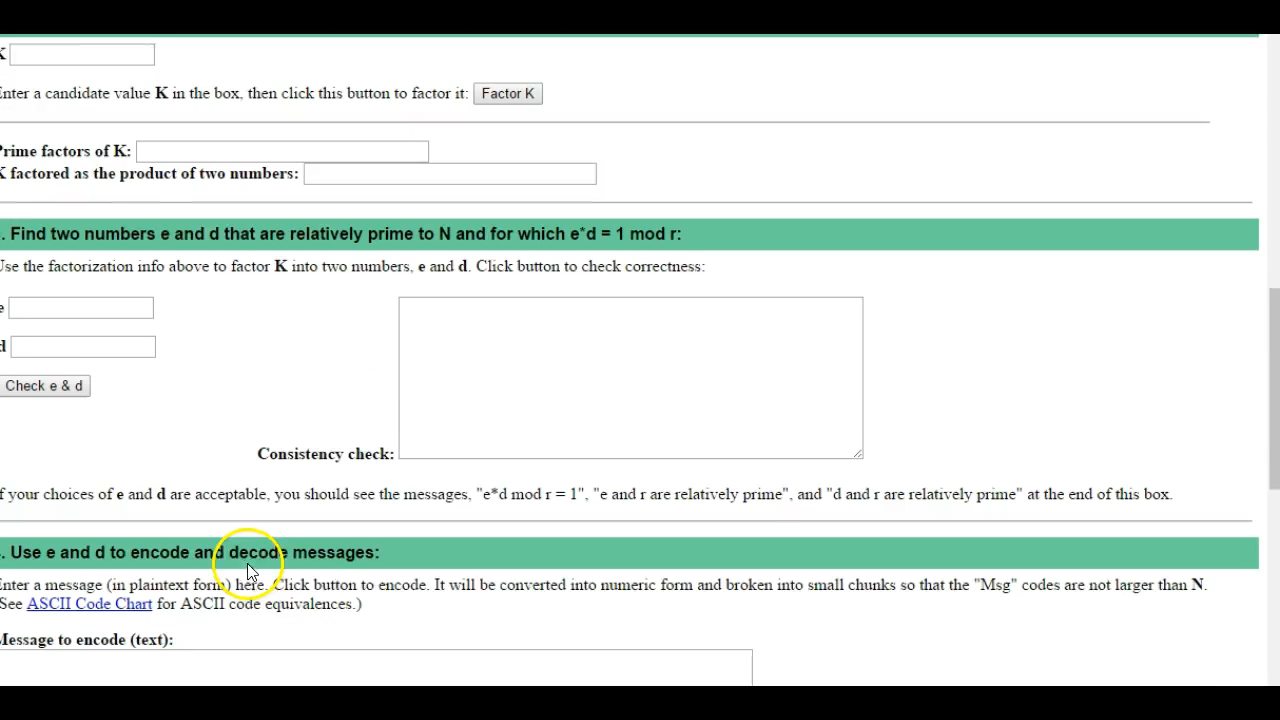 K
nter a candidate value K in the box, then click this button to factor it: Factor K
Prime factors of K:
K factored as the product of two numbers:
. Find two numbers e and d that are relatively prime to N and for which e*d = 1 mod r:
Use the factorization info above to factor K into two numbers, e and d. Click button to check correctness:
e
d
Check e & d
Consistency check:
f your choices of e and d are acceptable, you should see the messages, "e*d mod r = 1", "e and r are relatively prime", and "d and r are relatively prime" at the end of this box.
. Use e and d to encode and decode messages:
nter a message (in plaintext form) here. Click button to encode. It will be converted into numeric form and broken into small chunks so that the "Msg" codes are not larger than N.
See ASCII Code Chart for ASCII code equivalences.)
Message to encode (text):